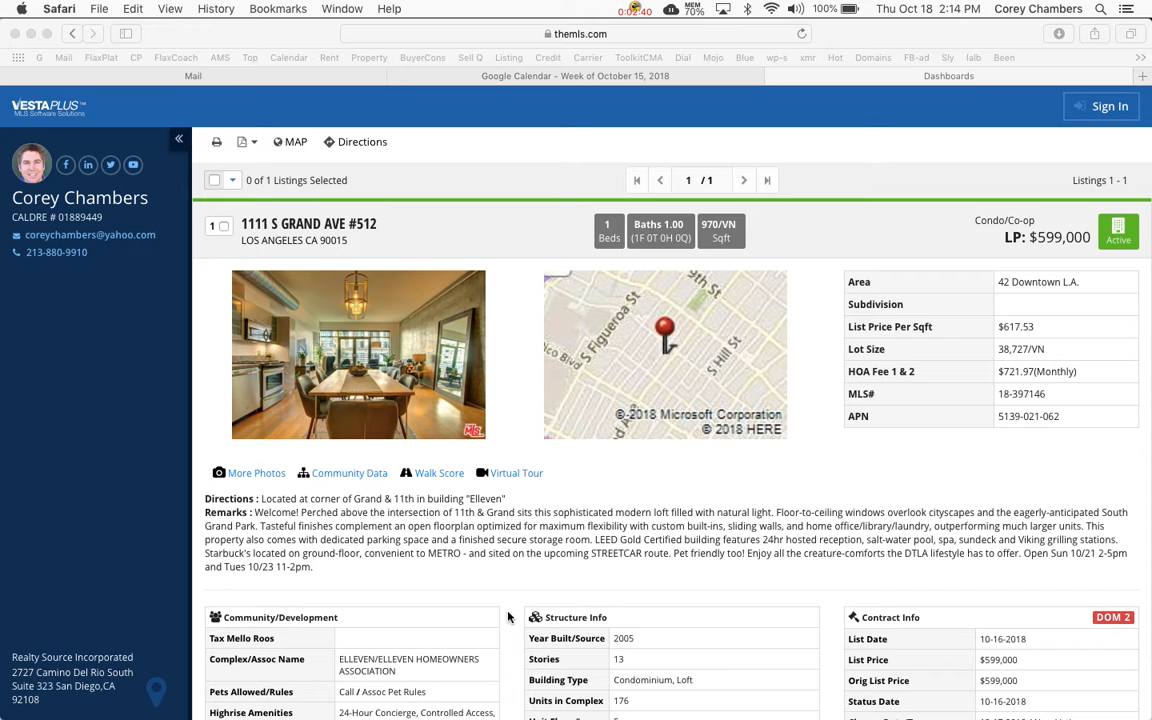 Safari File Edit View History Bookmarks Window Help 0:02:40 MEM 70% 100% Thu Oct 18 2:14 PM Corey Chambers
themls.com
G Mail FlaxPlat CP FlaxCoach AMS Top Calendar Rent Property BuyerCons Sell Q Listing Credit Carrier ToolkitCMA Dial Mojo Blue wp-s xmr Hot Domains FB-ad Sly lalb Been
Mail Google Calendar - Week of October 15, 2018 Dashboards
VESTAPLUS™
MLS Software Solutions
Sign In
MAP Directions
Corey Chambers
CALDRE # 01889449
coreychambers@yahoo.com
213-880-9910
0 of 1 Listings Selected 1 / 1 Listings 1 - 1
1 1111 S GRAND AVE #512
LOS ANGELES CA 90015
1
Beds
Baths 1.00
(1F 0T 0H 0Q)
970/VN
Sqft
Condo/Co-op
LP: $599,000
Active
9th St
S Figueroa St
ico Blvd
S Hill St
© 2018 Microsoft Corporation
© 2018 HERE
Area 42 Downtown L.A.
Subdivision
List Price Per Sqft $617.53
Lot Size 38,727/VN
HOA Fee 1 & 2 $721.97(Monthly)
MLS# 18-397146
APN 5139-021-062
More Photos Community Data Walk Score Virtual Tour
Directions : Located at corner of Grand & 11th in building "Elleven"
Remarks : Welcome! Perched above the intersection of 11th & Grand sits this sophisticated modern loft filled with natural light. Floor-to-ceiling windows overlook cityscapes and the eagerly-anticipated South
Grand Park. Tasteful finishes complement an open floorplan optimized for maximum flexibility with custom built-ins, sliding walls, and home office/library/laundry, outperforming much larger units. This
property also comes with dedicated parking space and a finished secure storage room. LEED Gold Certified building features 24hr hosted reception, salt-water pool, spa, sundeck and Viking grilling stations.
Starbuck's located on ground-floor, convenient to METRO - and sited on the upcoming STREETCAR route. Pet friendly too! Enjoy all the creature-comforts the DTLA lifestyle has to offer. Open Sun 10/21 2-5pm
and Tues 10/23 11-2pm.
Community/Development
Tax Mello Roos
Complex/Assoc Name ELLEVEN/ELLEVEN HOMEOWNERS
ASSOCIATION
Pets Allowed/Rules Call / Assoc Pet Rules
Highrise Amenities 24-Hour Concierge, Controlled Access,
Structure Info
Year Built/Source 2005
Stories 13
Building Type Condominium, Loft
Units in Complex 176
Contract Info DOM 2
List Date 10-16-2018
List Price $599,000
Orig List Price $599,000
Status Date 10-16-2018
Realty Source Incorporated
2727 Camino Del Rio South
Suite 323 San Diego,CA
92108